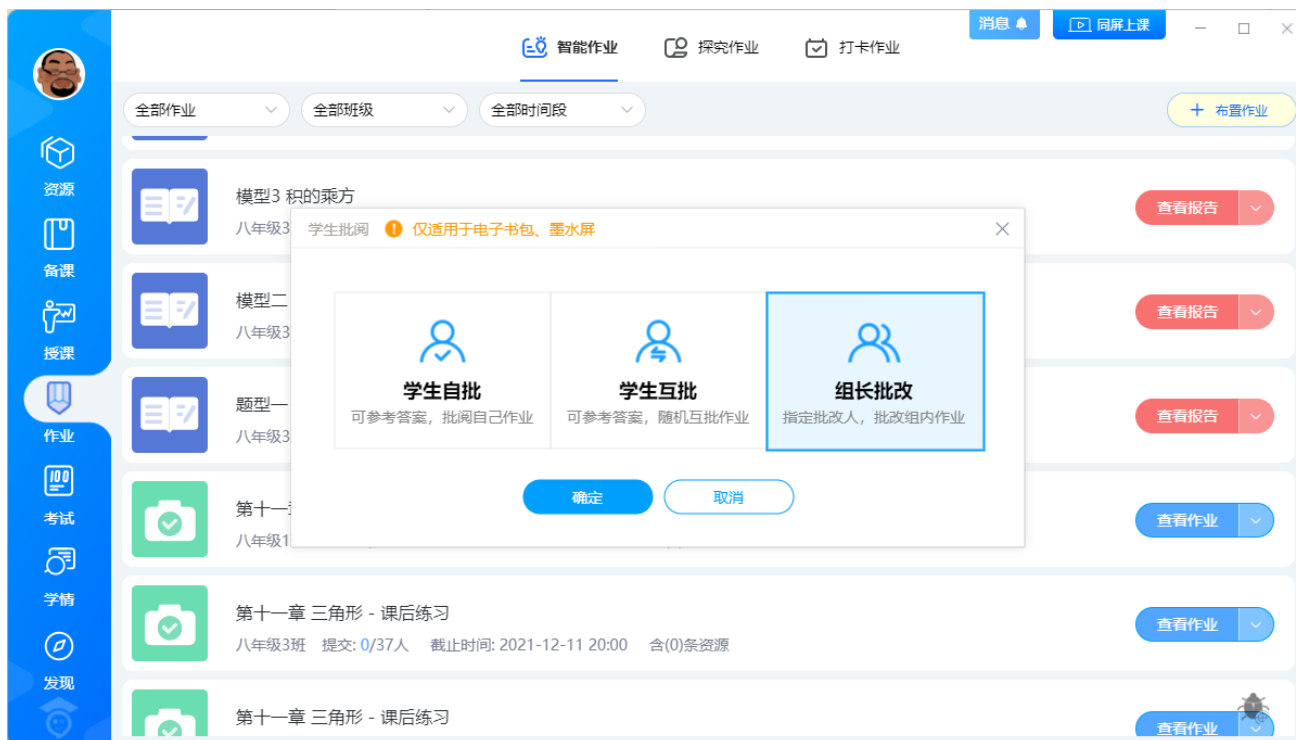 消息
同屏上课
智能作业
探究作业
打卡作业
全部作业
全部班级
全部时间段
+ 布置作业
资源
备课
授课
作业
100
考试
学情
发现
模型3 积的乘方
八年级3
查看报告
学生批阅
仅适用于电子书包、墨水屏
模型二
八年级3
查看报告
学生自批
可参考答案，批阅自己作业
学生互批
可参考答案，随机互批作业
组长批改
指定批改人，批改组内作业
题型一
八年级3
查看报告
确定
取消
第十一
八年级1
查看作业
第十一章 三角形 - 课后练习
八年级3班 提交: 0/37人 截止时间: 2021-12-11 20:00 含(0)条资源
查看作业
第十一章 三角形 - 课后练习
查看作业